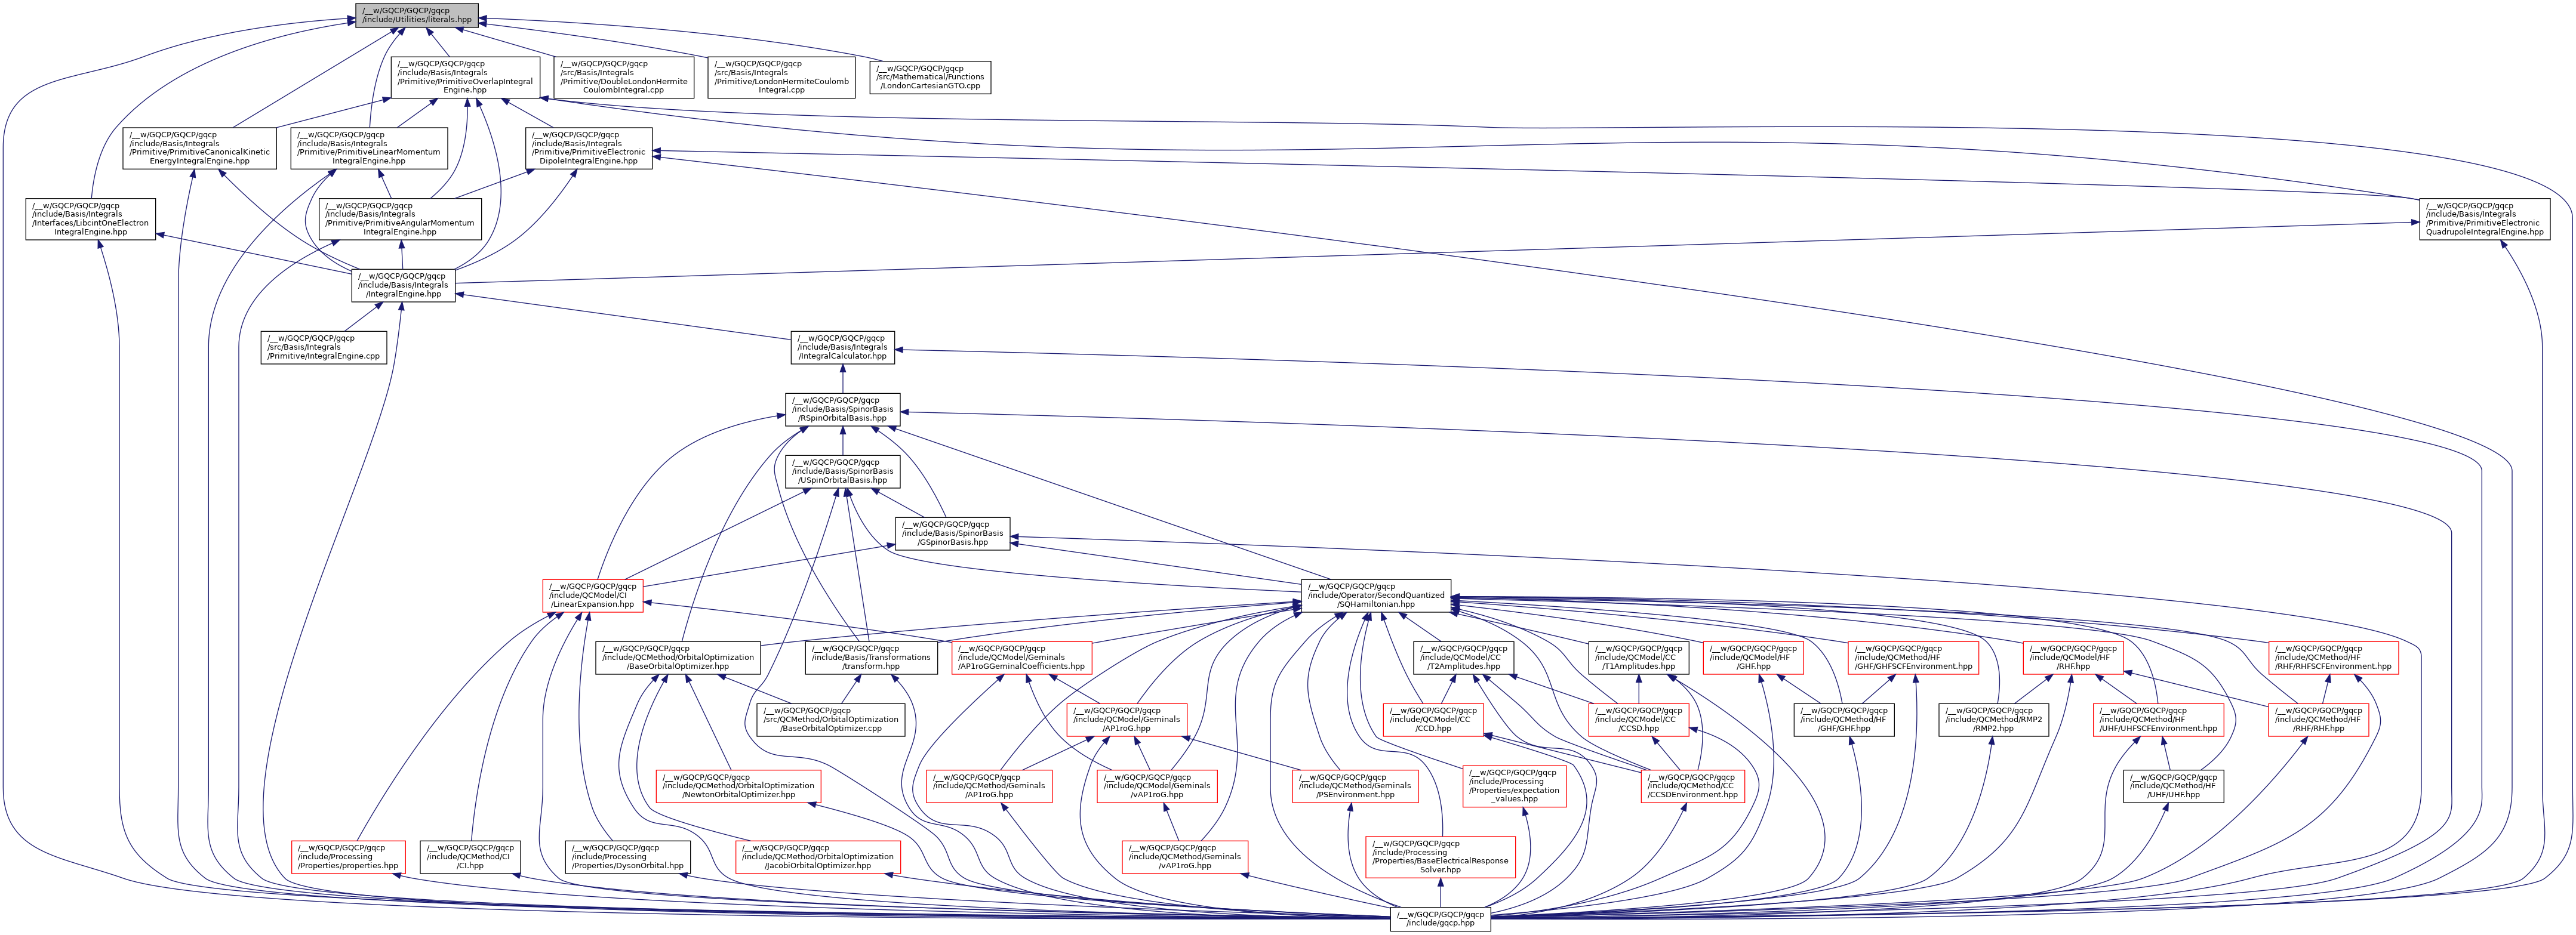 /__w/GQCP/GQCP/gqcp
/include/Utilities/literals.hpp
/__w/GQCP/GQCP/gqcp
include/Basis/Integrals
/Primitive/PrimitiveOverlapIntegral
Engine.hpp
/__w/GQCP/GQCP/gqcp
/src/Basis/Integrals
/Primitive/DoubleLondonHermite
CoulombIntegral.cpp
/__w/GQCP/GQCP/gqcp
/src/Basis/Integrals
/Primitive/LondonHermiteCoulomb
Integral.cpp
/__w/GQCP/GQCP/gqcp
/src/Mathematical/Functions
/LondonCartesianGTO.cpp
/__w/GQCP/GQCP/gqcp
/include/Basis/Integrals
/Primitive/PrimitiveCanonicalKinetic
EnergyIntegralEngine.hpp
/__w/GQCP/GQCP/gqcp
/include/Basis/Integrals
/Primitive/PrimitiveLinearMomentum
IntegralEngine.hpp
/__w/GQCP/GQCP/gqcp
/include/Basis/Integrals
/Primitive/PrimitiveElectronic
DipoleIntegralEngine.hpp
/__w/GQCP/GQCP/gqcp
/include/Basis/Integrals
/Interfaces/LibcintOneElectron
IntegralEngine.hpp
/__w/GQCP/GQCP/gqcp
/include/Basis/Integrals
/Primitive/PrimitiveAngularMomentum
IntegralEngine.hpp
/__w/GQCP/GQCP/gqcp
/include/Basis/Integrals
/Primitive/PrimitiveElectronic
QuadrupoleIntegralEngine.hpp
/__w/GQCP/GQCP/gqcp
/include/Basis/Integrals
/IntegralEngine.hpp
/__w/GQCP/GQCP/gqcp
/src/Basis/Integrals
/Primitive/IntegralEngine.cpp
/__w/GQCP/GQCP/gqcp
/include/Basis/Integrals
/IntegralCalculator.hpp
/__w/GQCP/GQCP/gqcp
/include/Basis/SpinorBasis
/RSpinOrbitalBasis.hpp
/__w/GQCP/GQCP/gqcp
/include/Basis/SpinorBasis
/USpinOrbitalBasis.hpp
/__w/GQCP/GQCP/gqcp
/include/Basis/SpinorBasis
/GSpinorBasis.hpp
/__w/GQCP/GQCP/gqcp
/include/QCModel/CI
/LinearExpansion.hpp
/__w/GQCP/GQCP/gqcp
/include/Operator/SecondQuantized
/SQHamiltonian.hpp
/__w/GQCP/GQCP/gqcp
/include/QCMethod/OrbitalOptimization
/BaseOrbitalOptimizer.hpp
/__w/GQCP/GQCP/gqcp
/include/Basis/Transformations
/transform.hpp
/__w/GQCP/GQCP/gqcp
/include/QCModel/Geminals
/AP1roGGeminalCoefficients.hpp
/__w/GQCP/GQCP/gqcp
/include/QCModel/CC
/T2Amplitudes.hpp
/__w/GQCP/GQCP/gqcp
/include/QCModel/CC
/T1Amplitudes.hpp
/__w/GQCP/GQCP/gqcp
/include/QCModel/HF
/GHF.hpp
/__w/GQCP/GQCP/gqcp
/include/QCMethod/HF
/GHF/GHFSCFEnvironment.hpp
/__w/GQCP/GQCP/gqcp
/include/QCModel/HF
/RHF.hpp
/__w/GQCP/GQCP/gqcp
/include/QCMethod/HF
/RHF/RHFSCFEnvironment.hpp
/__w/GQCP/GQCP/gqcp
/src/QCMethod/OrbitalOptimization
/BaseOrbitalOptimizer.cpp
/__w/GQCP/GQCP/gqcp
/include/QCModel/Geminals
/AP1roG.hpp
/__w/GQCP/GQCP/gqcp
/include/QCModel/CC
/CCD.hpp
/__w/GQCP/GQCP/gqcp
/include/QCModel/CC
/CCSD.hpp
/__w/GQCP/GQCP/gqcp
/include/QCMethod/HF
/GHF/GHF.hpp
/__w/GQCP/GQCP/gqcp
/include/QCMethod/RMP2
/RMP2.hpp
/__w/GQCP/GQCP/gqcp
/include/QCMethod/HF
/UHF/UHFSCFEnvironment.hpp
/__w/GQCP/GQCP/gqcp
/include/QCMethod/HF
/RHF/RHF.hpp
/__w/GQCP/GQCP/gqcp
/include/QCMethod/OrbitalOptimization
/NewtonOrbitalOptimizer.hpp
/__w/GQCP/GQCP/gqcp
/include/QCMethod/Geminals
/AP1roG.hpp
/__w/GQCP/GQCP/gqcp
/include/QCModel/Geminals
/vAP1roG.hpp
/__w/GQCP/GQCP/gqcp
/include/QCMethod/Geminals
/PSEnvironment.hpp
/__w/GQCP/GQCP/gqcp
/include/Processing
/Properties/expectation
_values.hpp
/__w/GQCP/GQCP/gqcp
/include/QCMethod/CC
/CCSDEnvironment.hpp
/__w/GQCP/GQCP/gqcp
/include/QCMethod/HF
/UHF/UHF.hpp
/__w/GQCP/GQCP/gqcp
/include/Processing
/Properties/properties.hpp
/__w/GQCP/GQCP/gqcp
/include/QCMethod/CI
/CI.hpp
/__w/GQCP/GQCP/gqcp
/include/Processing
/Properties/DysonOrbital.hpp
/__w/GQCP/GQCP/gqcp
/include/QCMethod/OrbitalOptimization
/JacobiOrbitalOptimizer.hpp
/__w/GQCP/GQCP/gqcp
/include/QCMethod/Geminals
/vAP1roG.hpp
/__w/GQCP/GQCP/gqcp
/include/Processing
/Properties/BaseElectricalResponse
Solver.hpp
/__w/GQCP/GQCP/gqcp
/include/gqcp.hpp